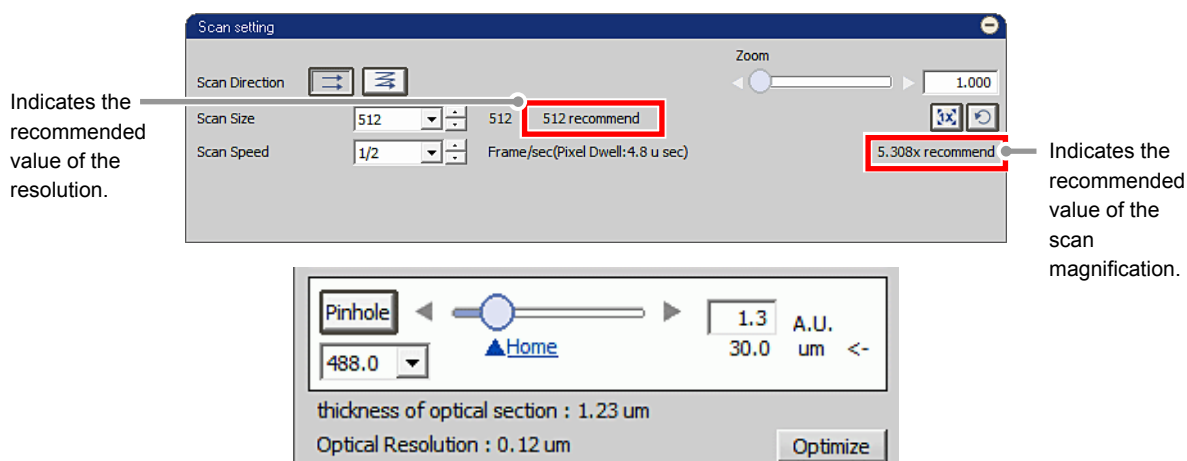 Scan setting
Zoom
Scan Direction
1.000
Indicates the
recommended
value of the
resolution.
Scan Size
512
512
512 recommend
1x
Scan Speed
1/2
Frame/sec(Pixel Dwell:4.8 u sec)
5.308x recommend
Indicates the
recommended
value of the
scan
magnification.
Pinhole
1.3 A.U.
Home
30.0 um <-
488.0
thickness of optical section : 1.23 um
Optical Resolution : 0.12 um
Optimize